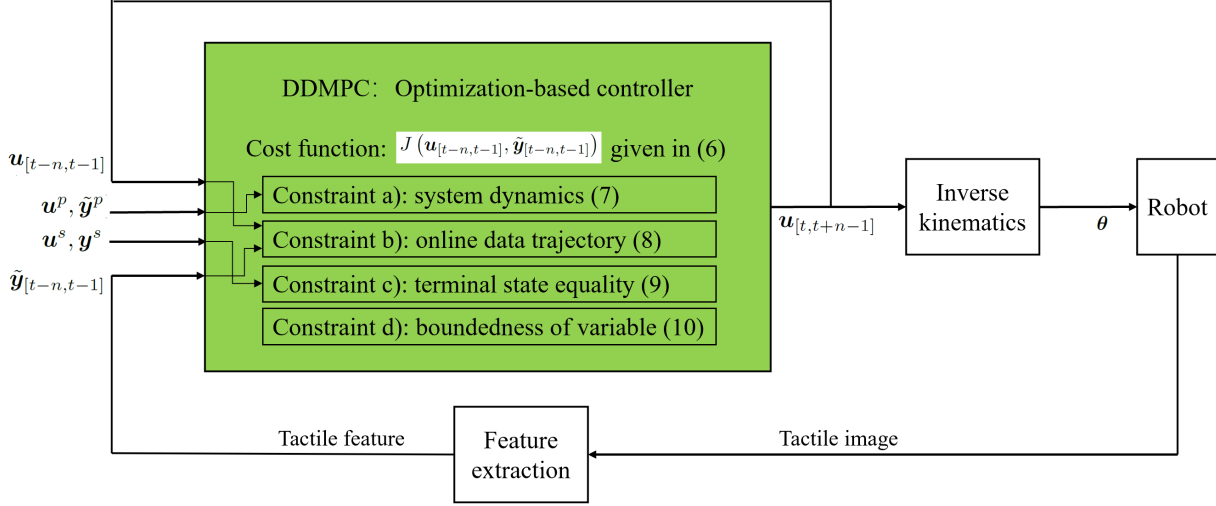 DDMPC: Optimization-based controller
Cost function: J (u[t−n,t−1], ỹ[t−n,t−1]) given in (6)
u[t−n,t−1]
u^p, ỹ^p
u^s, y^s
ỹ[t−n,t−1]
Constraint a): system dynamics (7)
Constraint b): online data trajectory (8)
Constraint c): terminal state equality (9)
Constraint d): boundedness of variable (10)
u[t,t+n−1]
Inverse
kinematics
θ
Robot
Tactile feature
Feature
extraction
Tactile image